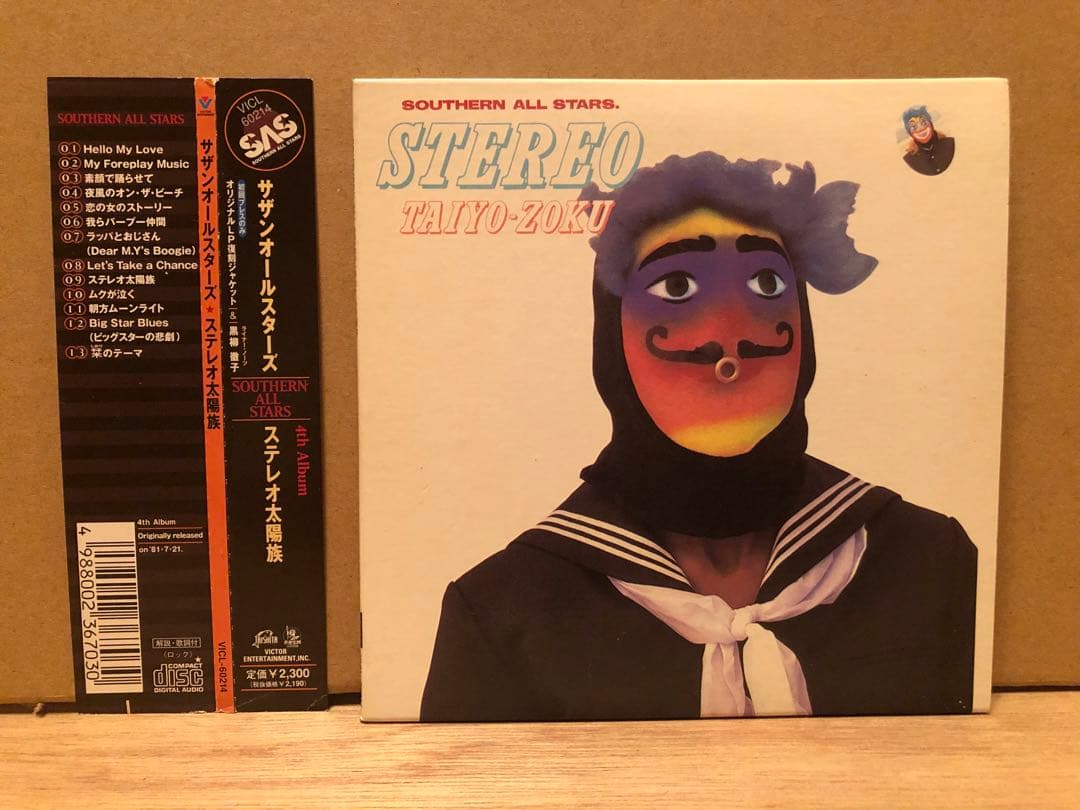 SOUTHERN ALL STARS
01 Hello My Love
02 My Foreplay Music
03 素顔で踊らせて
04 夜風のオン・ザ・ビーチ
05 恋の女のストーリー
06 我らパープー仲間
07 ラッパとおじさん
(Dear M.Y's Boogie)
08 Let's Take a Chance
09 ステレオ太陽族
10 ムクが泣く
11 朝方ムーンライト
12 Big Star Blues
(ビッグスターの悲劇)
13 栞のテーマ
しおり
4th Album
Originally released
on '81・7・21.
4 988002 367030
解説・歌詞付
(ロック)
COMPACT
disc
DIGITAL AUDIO
サザンオールスターズ★ステレオ太陽族
VICL-60214
VICL
60214
SAS
SOUTHERN ALL STARS
サザンオールスターズ
初回プレスのみ
オリジナルLP復刻ジャケット&
ライナー・ノーツ
黒柳 徹子
SOUTHERN
ALL
STARS
4th Album
ステレオ太陽族
TAISHITA
VICTOR
ENTERTAINMENT,INC.
定価¥2,300
(税抜価格¥2,190)
SOUTHERN ALL STARS.
STEREO
TAIYO-ZOKU